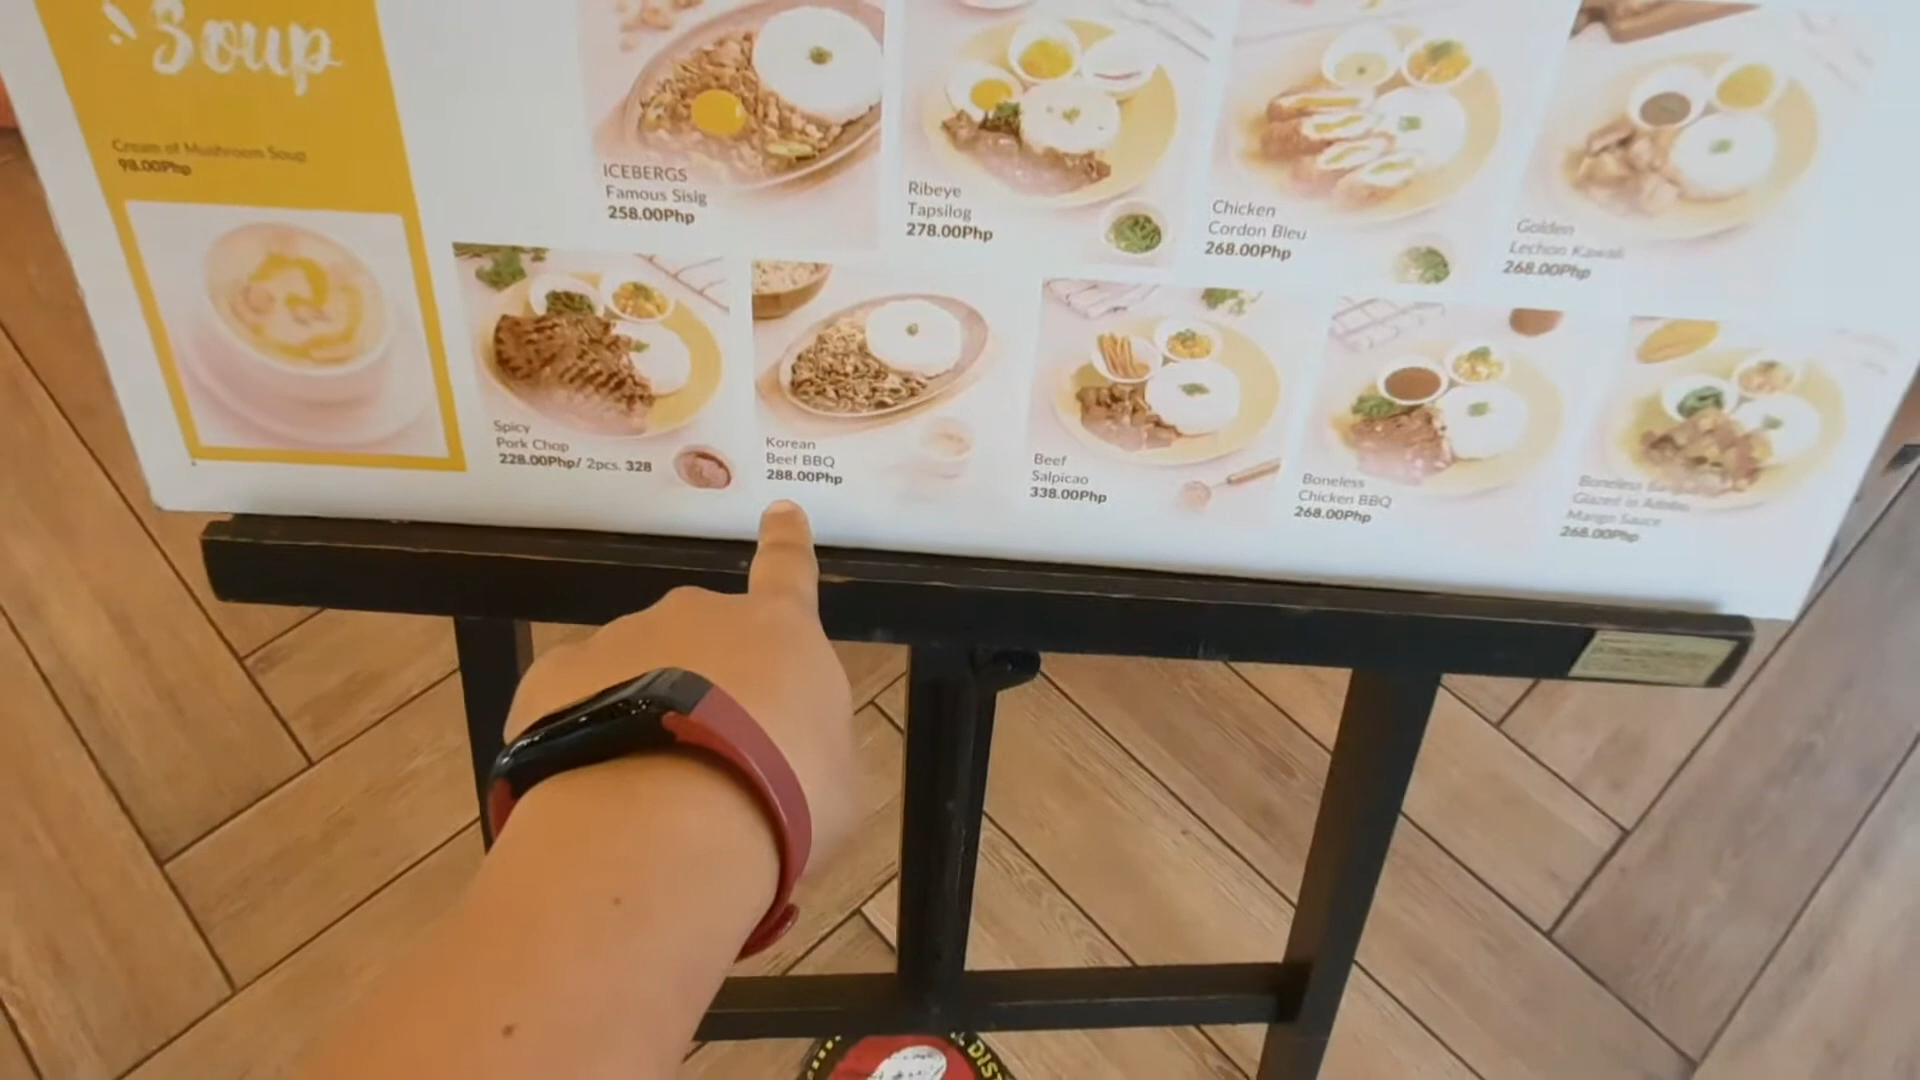 Soup
Cream of Mushroom Soup
98.00Php
ICEBERGS
Famous Sisig
258.00Php
Ribeye
Tapsilog
278.00Php
Chicken
Cordon Bleu
268.00Php
Golden
Lechon Kawali
268.00Php
Spicy
Pork Chop
228.00Php/ 2pcs. 328
Korean
Beef BBQ
288.00Php
Beef
Salpicao
338.00Php
Boneless
Chicken BBQ
268.00Php
Boneless
Glazed in Adobo
Mango Sauce
268.00Php
DIST